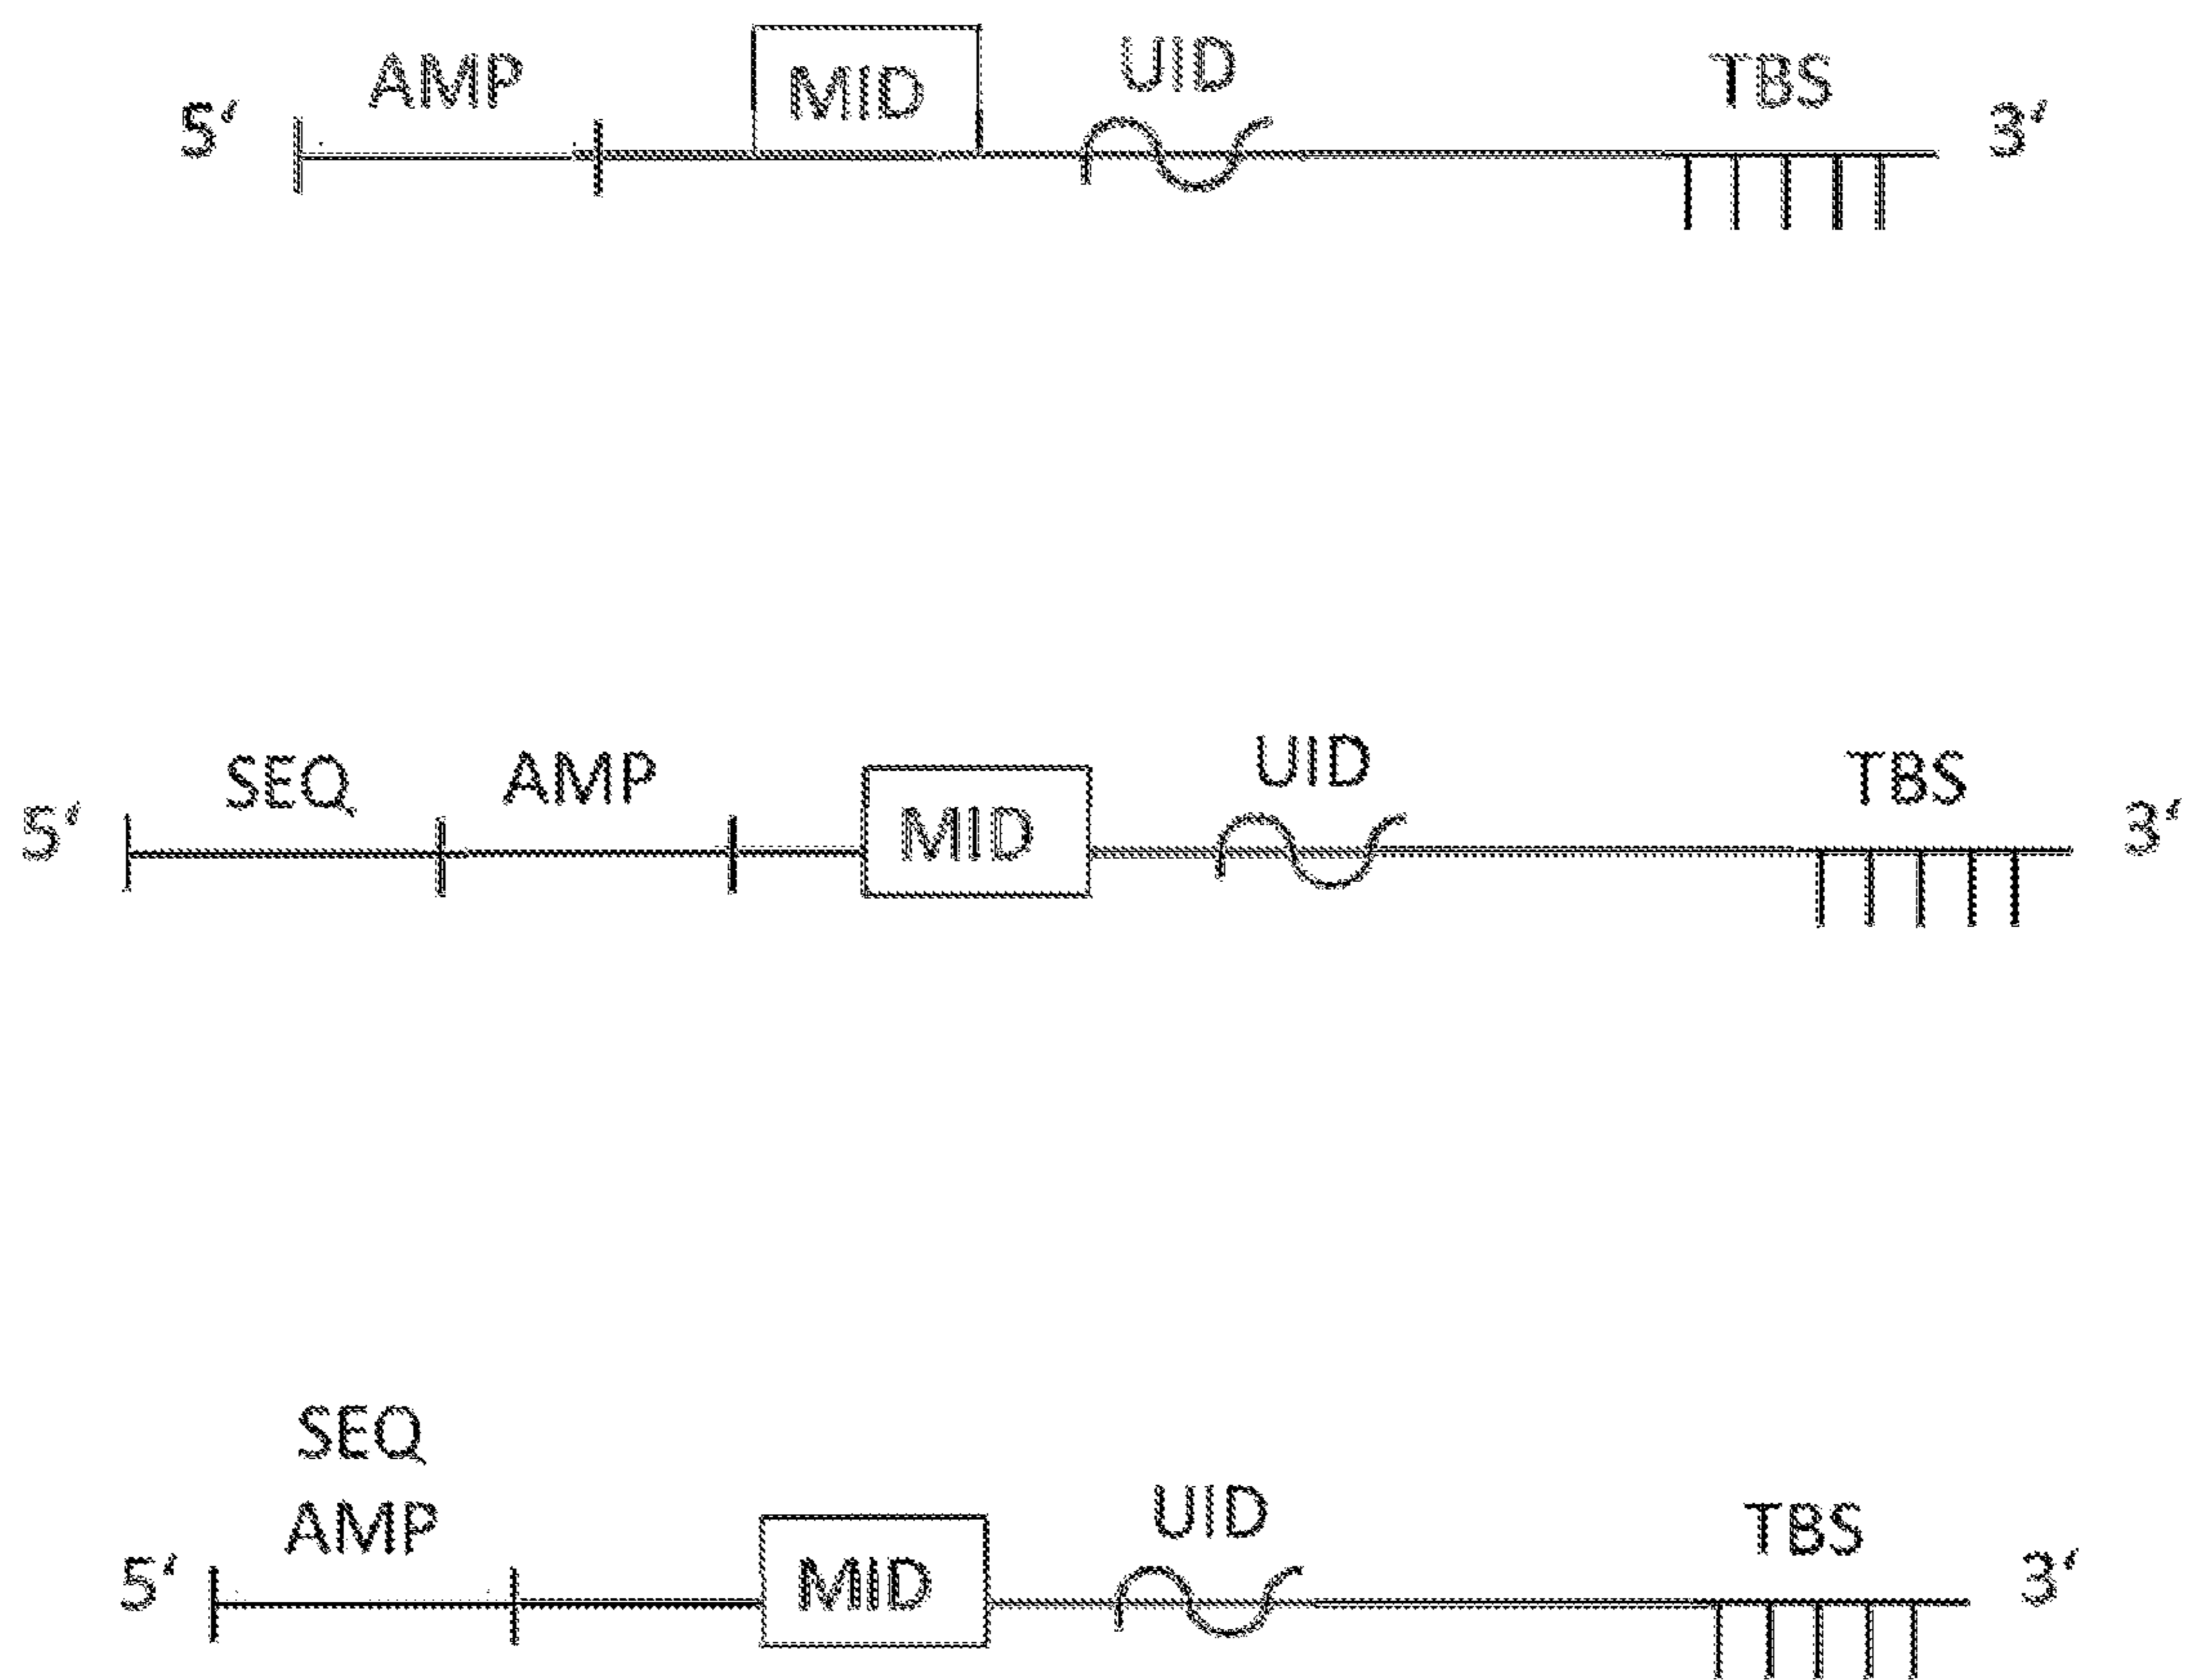 5' AMP MID UID TBS 3'
5' SEQ AMP MID UID TBS 3'
SEQ
5' AMP MID UID TBS 3'